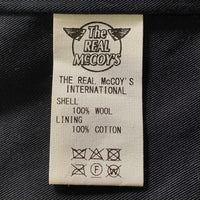 The
REAL
McCOY'S
THE REAL McCOY'S
INTERNATIONAL
SHELL
100% WOOL
LINING
100% COTTON
F